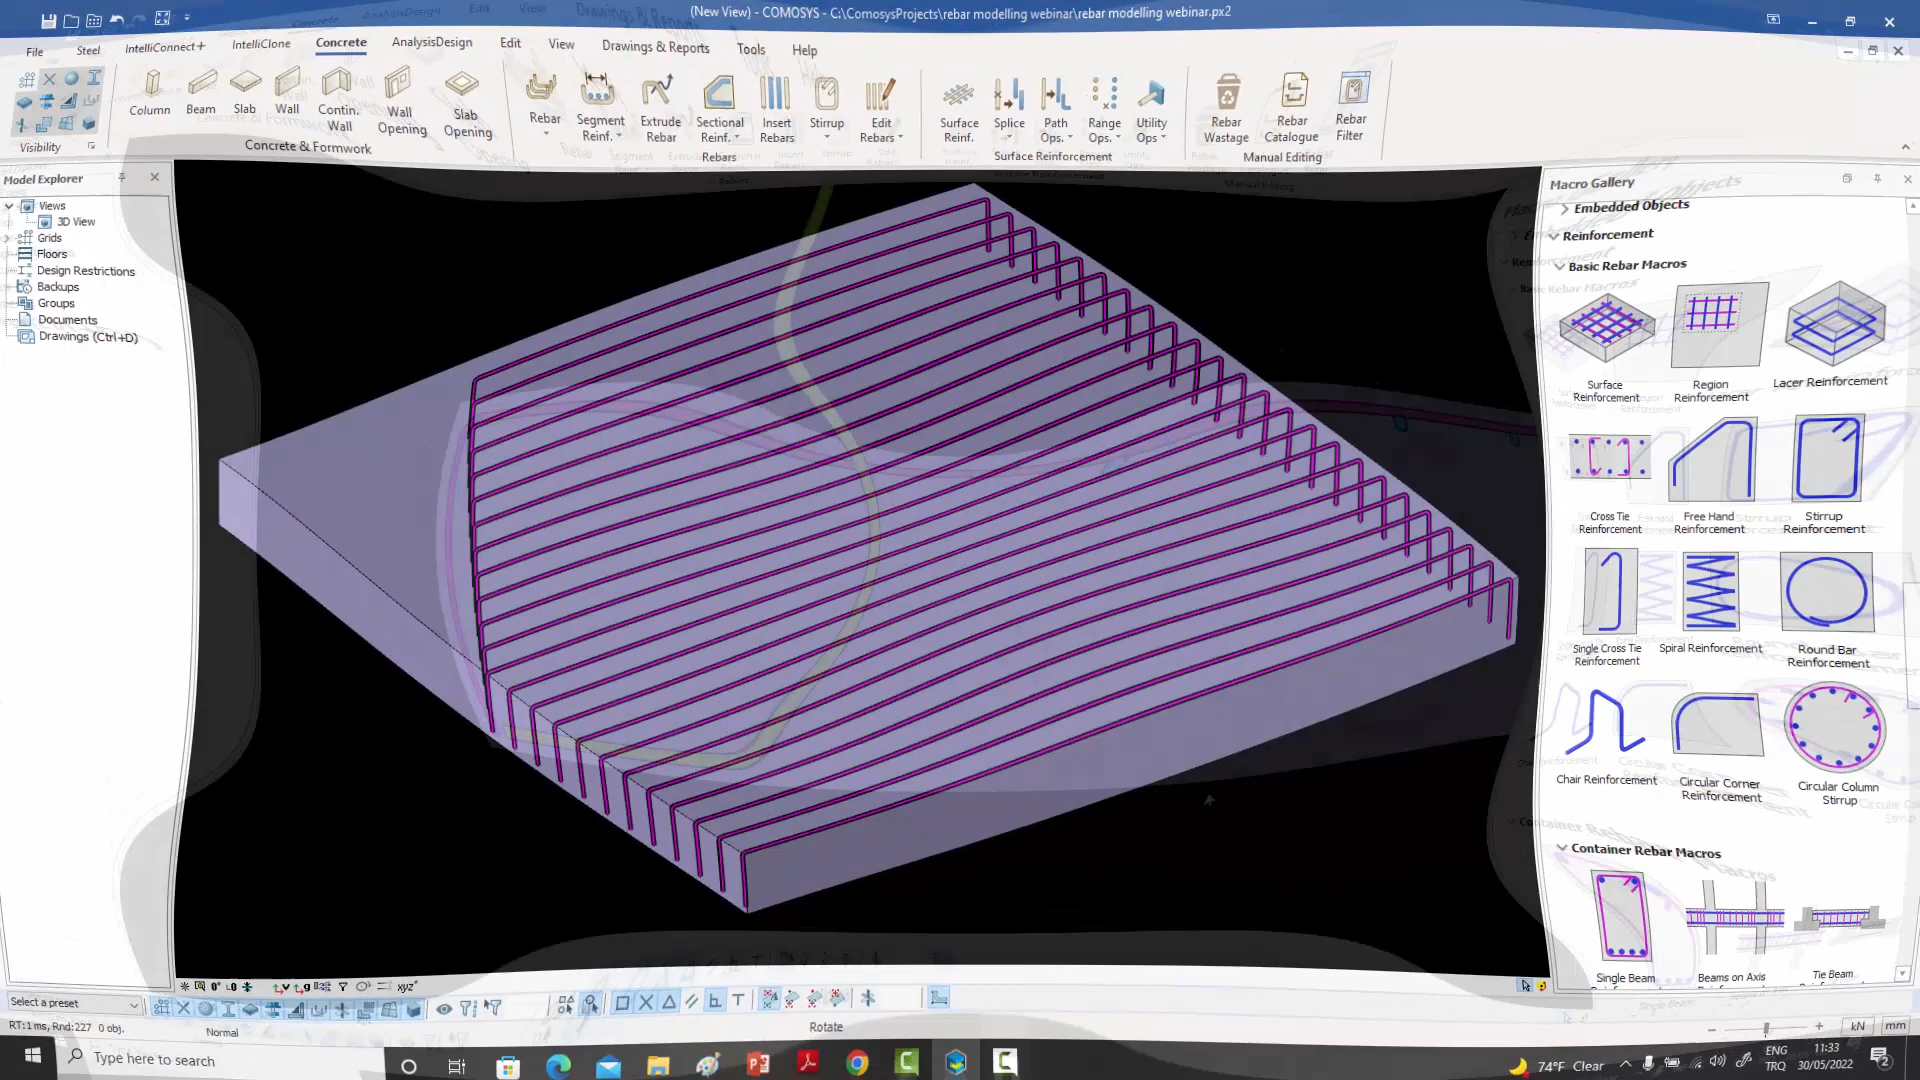 (New View) - COMOSYS - C:\ComosysProjects\rebar modelling webinar\rebar modelling webinar.px2
File Steel IntelliConnect+ IntelliClone Concrete AnalysisDesign Edit View Drawings & Reports Tools Help
Column Beam Slab Wall Contin. Wall Wall Opening Slab Opening
Rebar Segment Reinf. Extrude Rebar Sectional Reinf. Insert Rebars Stirrup Edit Rebars
Surface Reinf. Splice Path Ops. Range Ops. Utility Ops
Rebar Wastage Rebar Catalogue Rebar Filter
Visibility Concrete & Formwork Rebars Surface Reinforcement Manual Editing
Model Explorer
Views
3D View
Grids
Floors
Design Restrictions
Backups
Groups
Documents
Drawings (Ctrl+D)
Macro Gallery
Embedded Objects
Reinforcement
Basic Rebar Macros
Surface Reinforcement Region Reinforcement Lacer Reinforcement
Cross Tie Reinforcement Free Hand Reinforcement Stirrup Reinforcement
Single Cross Tie Reinforcement Spiral Reinforcement Round Bar Reinforcement
Chair Reinforcement Circular Corner Reinforcement Circular Column Stirrup
Container Rebar Macros
Single Beam Beams on Axis Tie Beam
Select a preset
RT:1 ms, Rnd:227 0 obj. Normal Rotate kN mm
Type here to search
74°F Clear
ENG
TRQ
11:33
30/05/2022